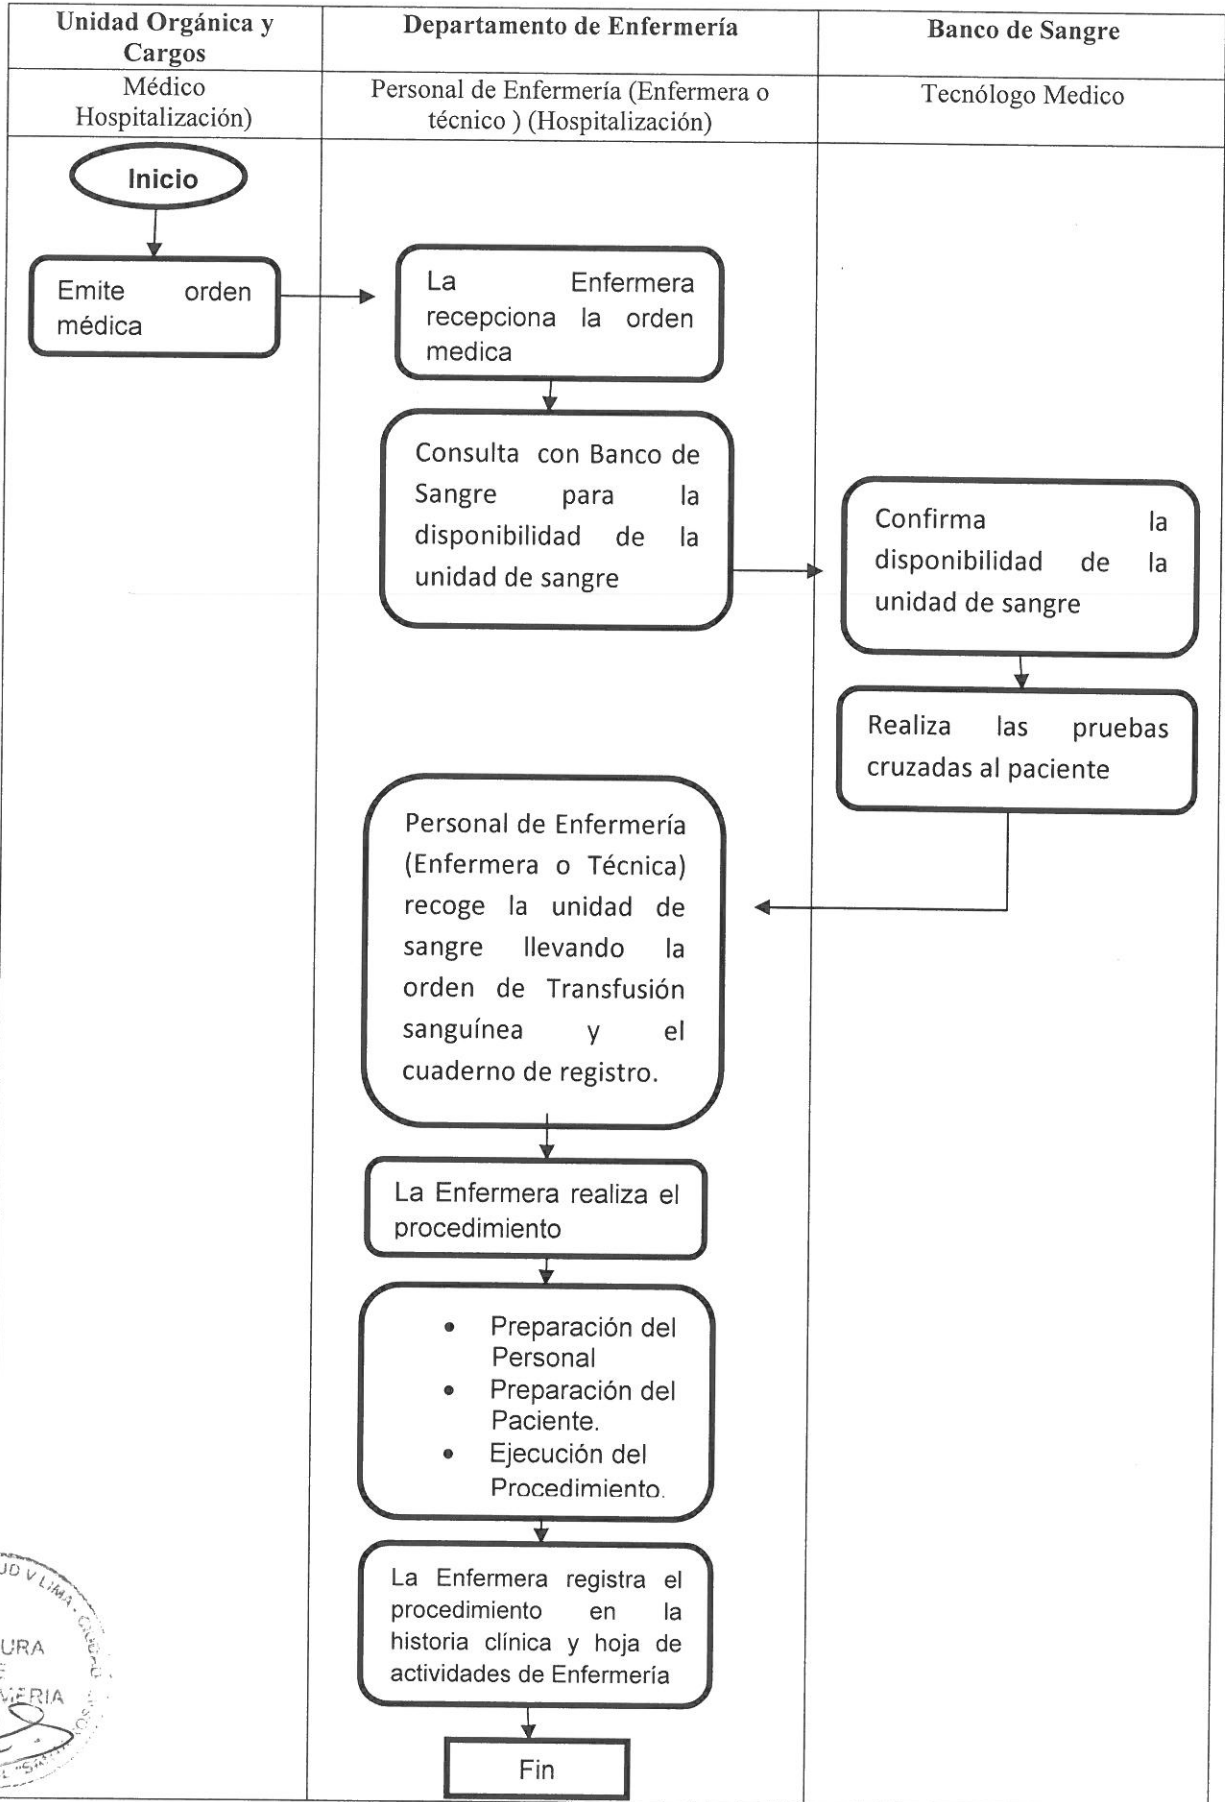 Unidad Orgánica y
Cargos
Departamento de Enfermería
Banco de Sangre
Médico
Hospitalización)
Personal de Enfermería (Enfermera o
técnico ) (Hospitalización)
Tecnólogo Medico
Inicio
Emite orden
médica
La Enfermera
recepciona la orden
medica
Consulta con Banco de
Sangre para la
disponibilidad de la
unidad de sangre
Confirma la
disponibilidad de la
unidad de sangre
Realiza las pruebas
cruzadas al paciente
Personal de Enfermería
(Enfermera o Técnica)
recoge la unidad de
sangre llevando la
orden de Transfusión
sanguínea y el
cuaderno de registro.
La Enfermera realiza el
procedimiento
• Preparación del
Personal
• Preparación del
Paciente.
• Ejecución del
Procedimiento.
La Enfermera registra el
procedimiento en la
historia clínica y hoja de
actividades de Enfermería
Fin
V LIMA